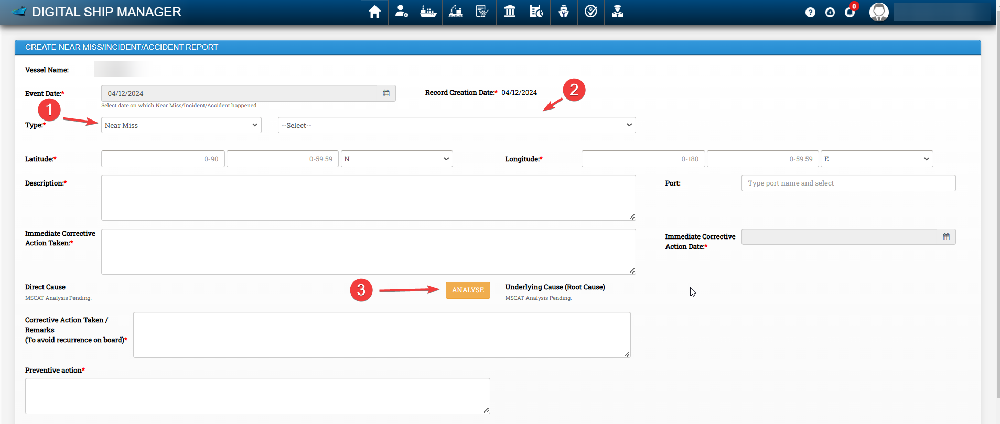 DIGITAL SHIP MANAGER
? 0
CREATE NEAR MISS/INCIDENT/ACCIDENT REPORT
Vessel Name:
2
Event Date:* 04/12/2024 Record Creation Date:* 04/12/2024
Select date on which Near Miss/Incident/Accident happened
1
Type:* Near Miss --Select--
Latitude:* 0-90 0-59.59 N Longitude:* 0-180 0-59.59 E
Description:* Port: Type port name and select
Immediate Corrective
Action Taken:*
Immediate Corrective
Action Date:*
Direct Cause 3 ANALYSE Underlying Cause (Root Cause)
MSCAT Analysis Pending. MSCAT Analysis Pending.
Corrective Action Taken /
Remarks
(To avoid recurrence on board)*
Preventive action*